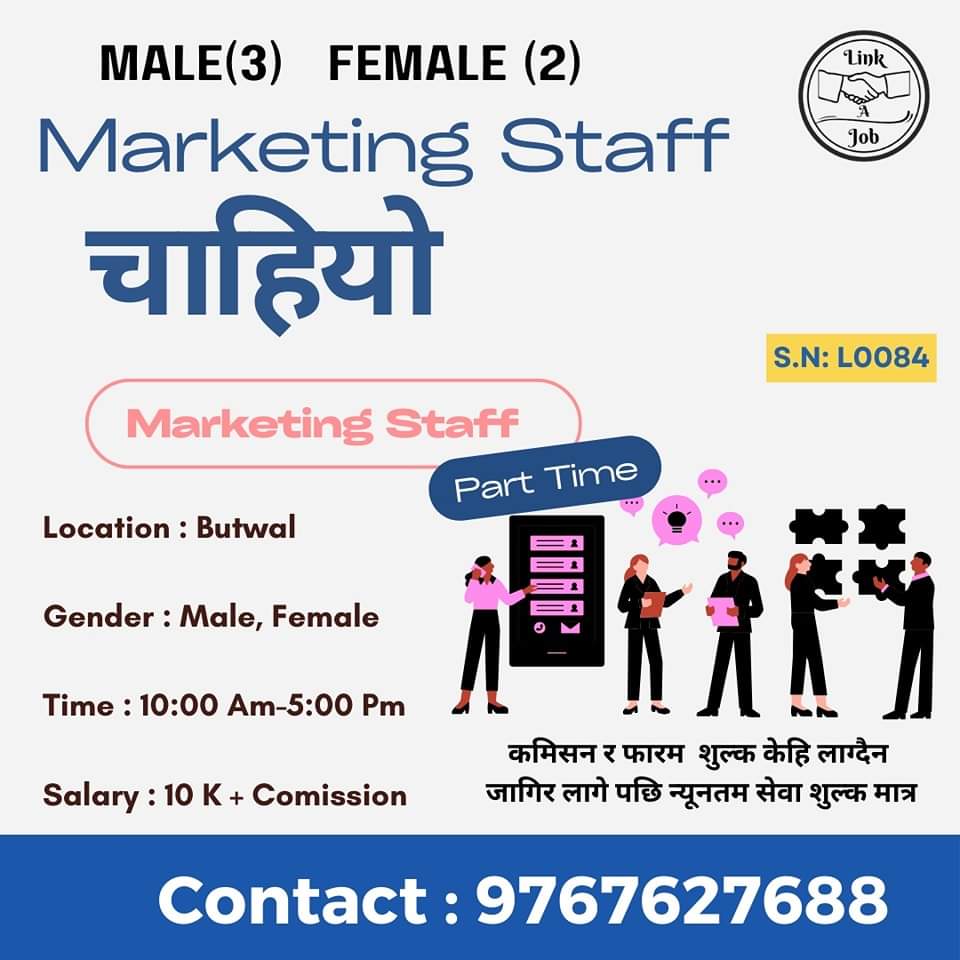 MALE(3) FEMALE (2)
Link
A
Job
Marketing Staff
चाहियो
S.N: L0084
Marketing Staff
Part Time
Location : Butwal
Gender : Male, Female
Time : 10:00 Am-5:00 Pm
Salary : 10 K + Comission
कमिसन र फारम शुल्क केहि लाग्दैन
जागिर लागे पछि न्यूनतम सेवा शुल्क मात्र
Contact : 9767627688